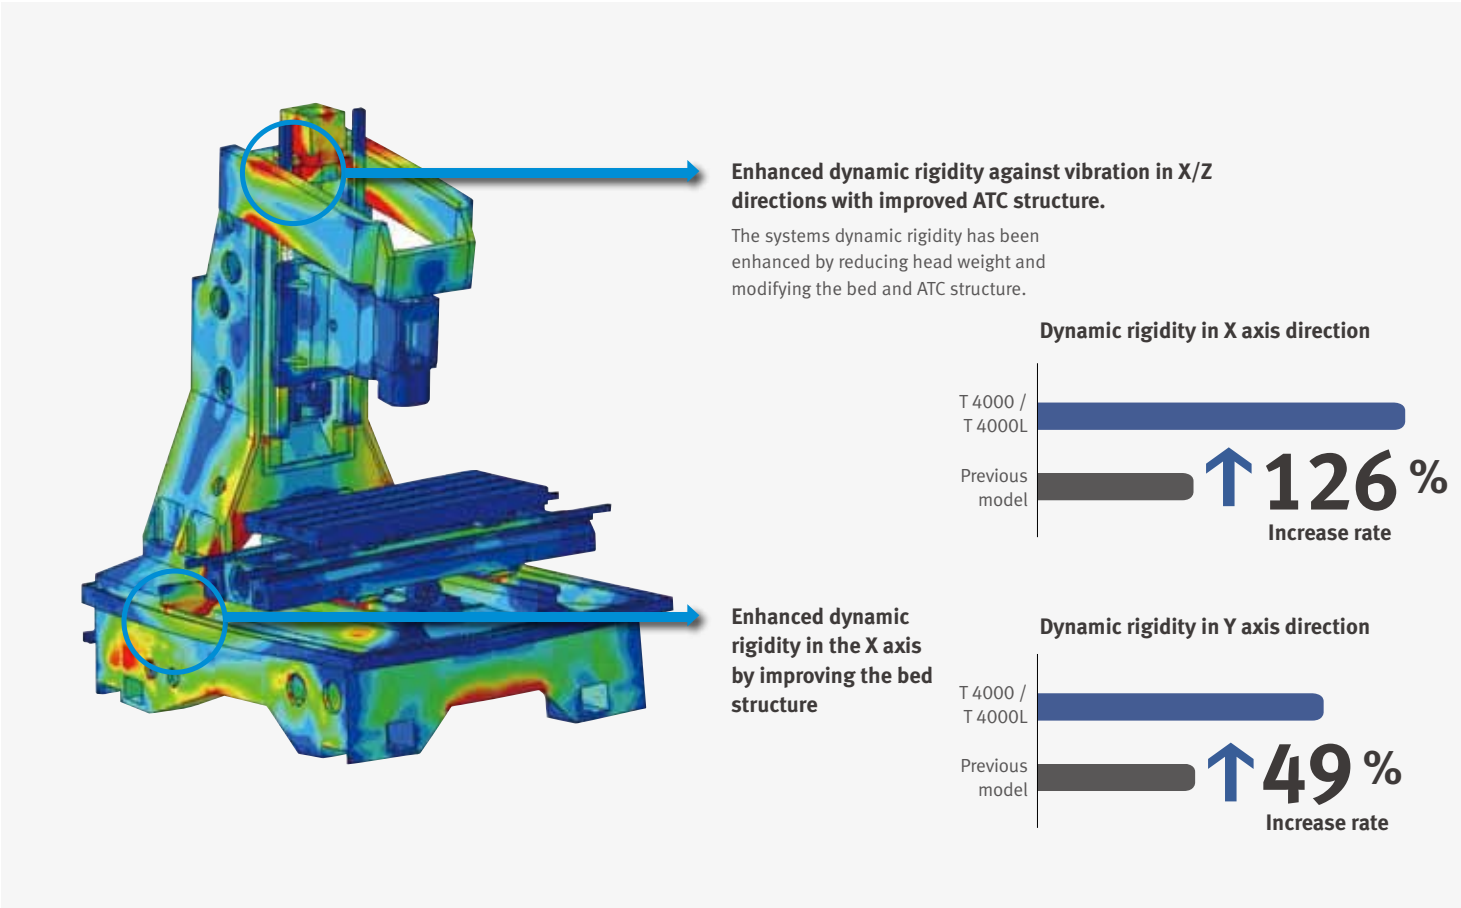 Enhanced dynamic rigidity against vibration in X/Z
directions with improved ATC structure.
The systems dynamic rigidity has been
enhanced by reducing head weight and
modifying the bed and ATC structure.
Dynamic rigidity in X axis direction
T 4000 /
T 4000L
Previous
model
126 %
Increase rate
Enhanced dynamic
rigidity in the X axis
by improving the bed
structure
Dynamic rigidity in Y axis direction
T 4000 /
T 4000L
Previous
model
49 %
Increase rate